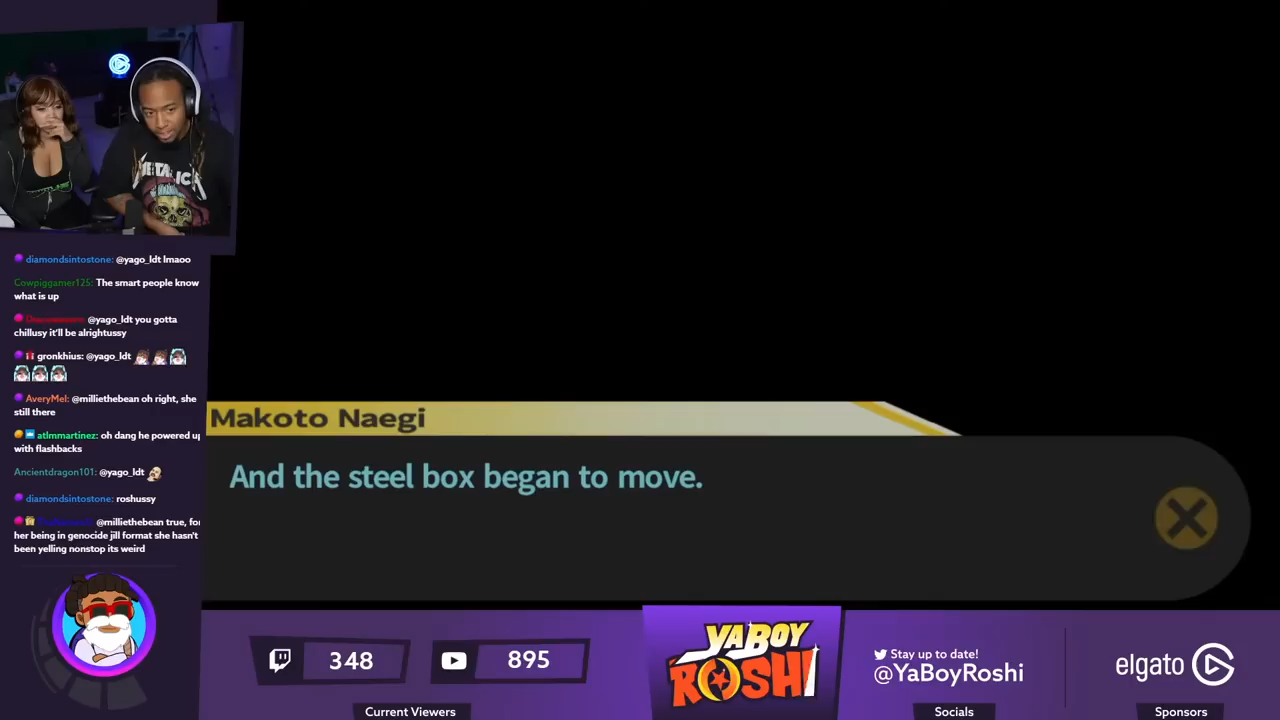 METALLICA
diamondsintostone: @yago_ldt lmaoo
Cowpiggamer125: The smart people know
what is up
@yago_ldt you gotta
chillusy it'll be alrightussy
gronkhius: @yago_ldt
AveryMel: @milliethebean oh right, she
still there
atlmmartinez: oh dang he powered up
with flashbacks
Ancientdragon101: @yago_ldt
diamondsintostone: roshussy
@milliethebean true, for
her being in genocide jill format she hasn't
been yelling nonstop its weird
Makoto Naegi
And the steel box began to move.
348
895
Current Viewers
YABOY
ROSHI
Stay up to date!
@YaBoyRoshi
Socials
elgato
Sponsors